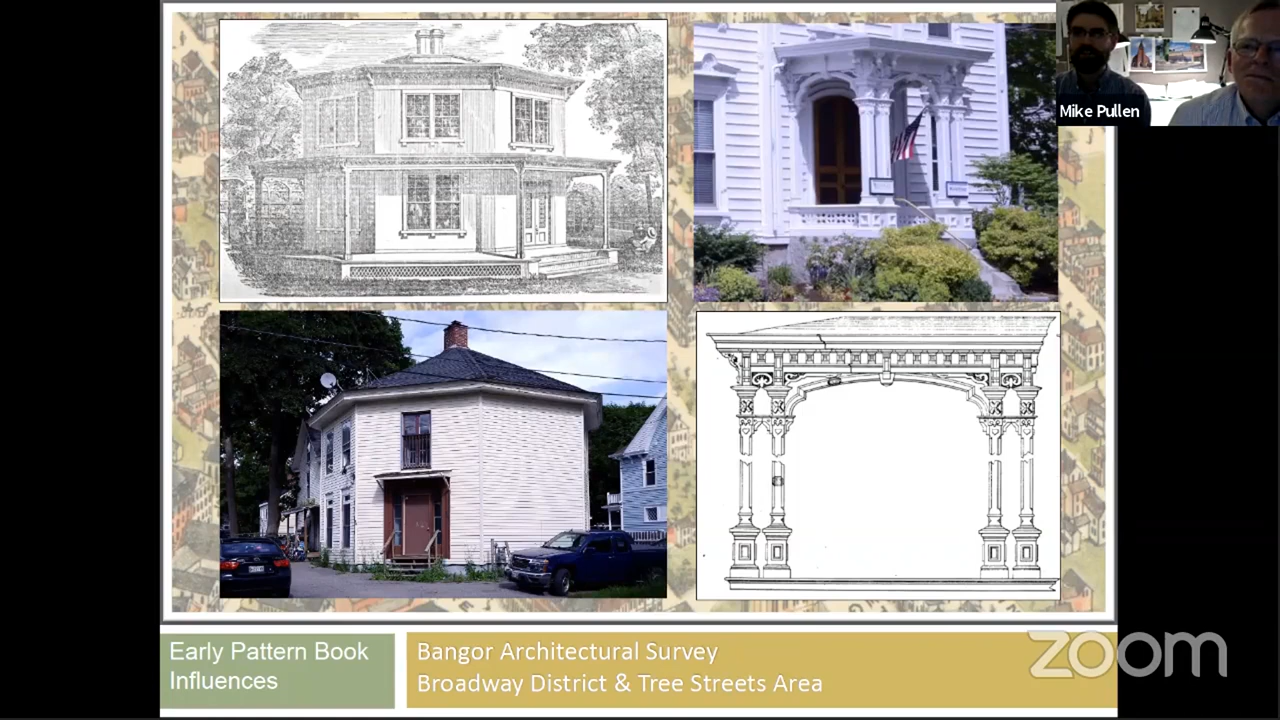 Mike Pullen
Early Pattern Book
Influences
Bangor Architectural Survey
Broadway District & Tree Streets Area
zoom